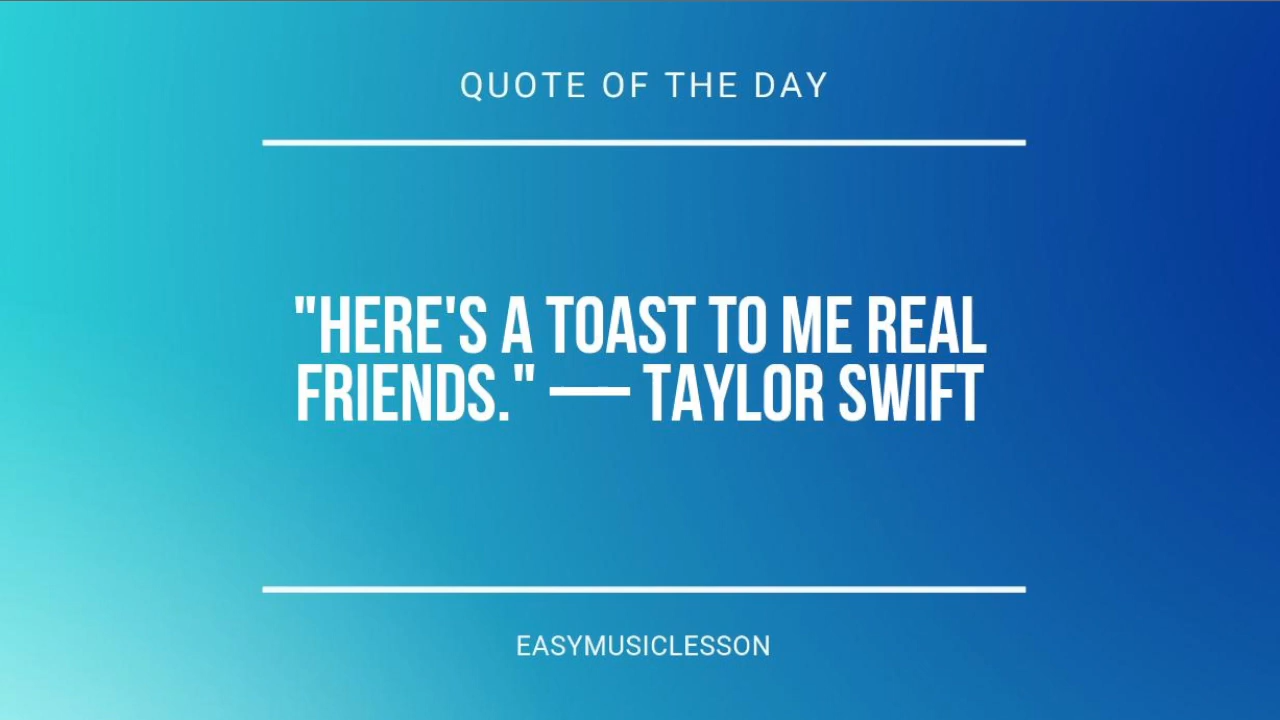 QUOTE OF THE DAY
"HERE'S A TOAST TO ME REAL
FRIENDS." — TAYLOR SWIFT
EASYMUSICLESSON